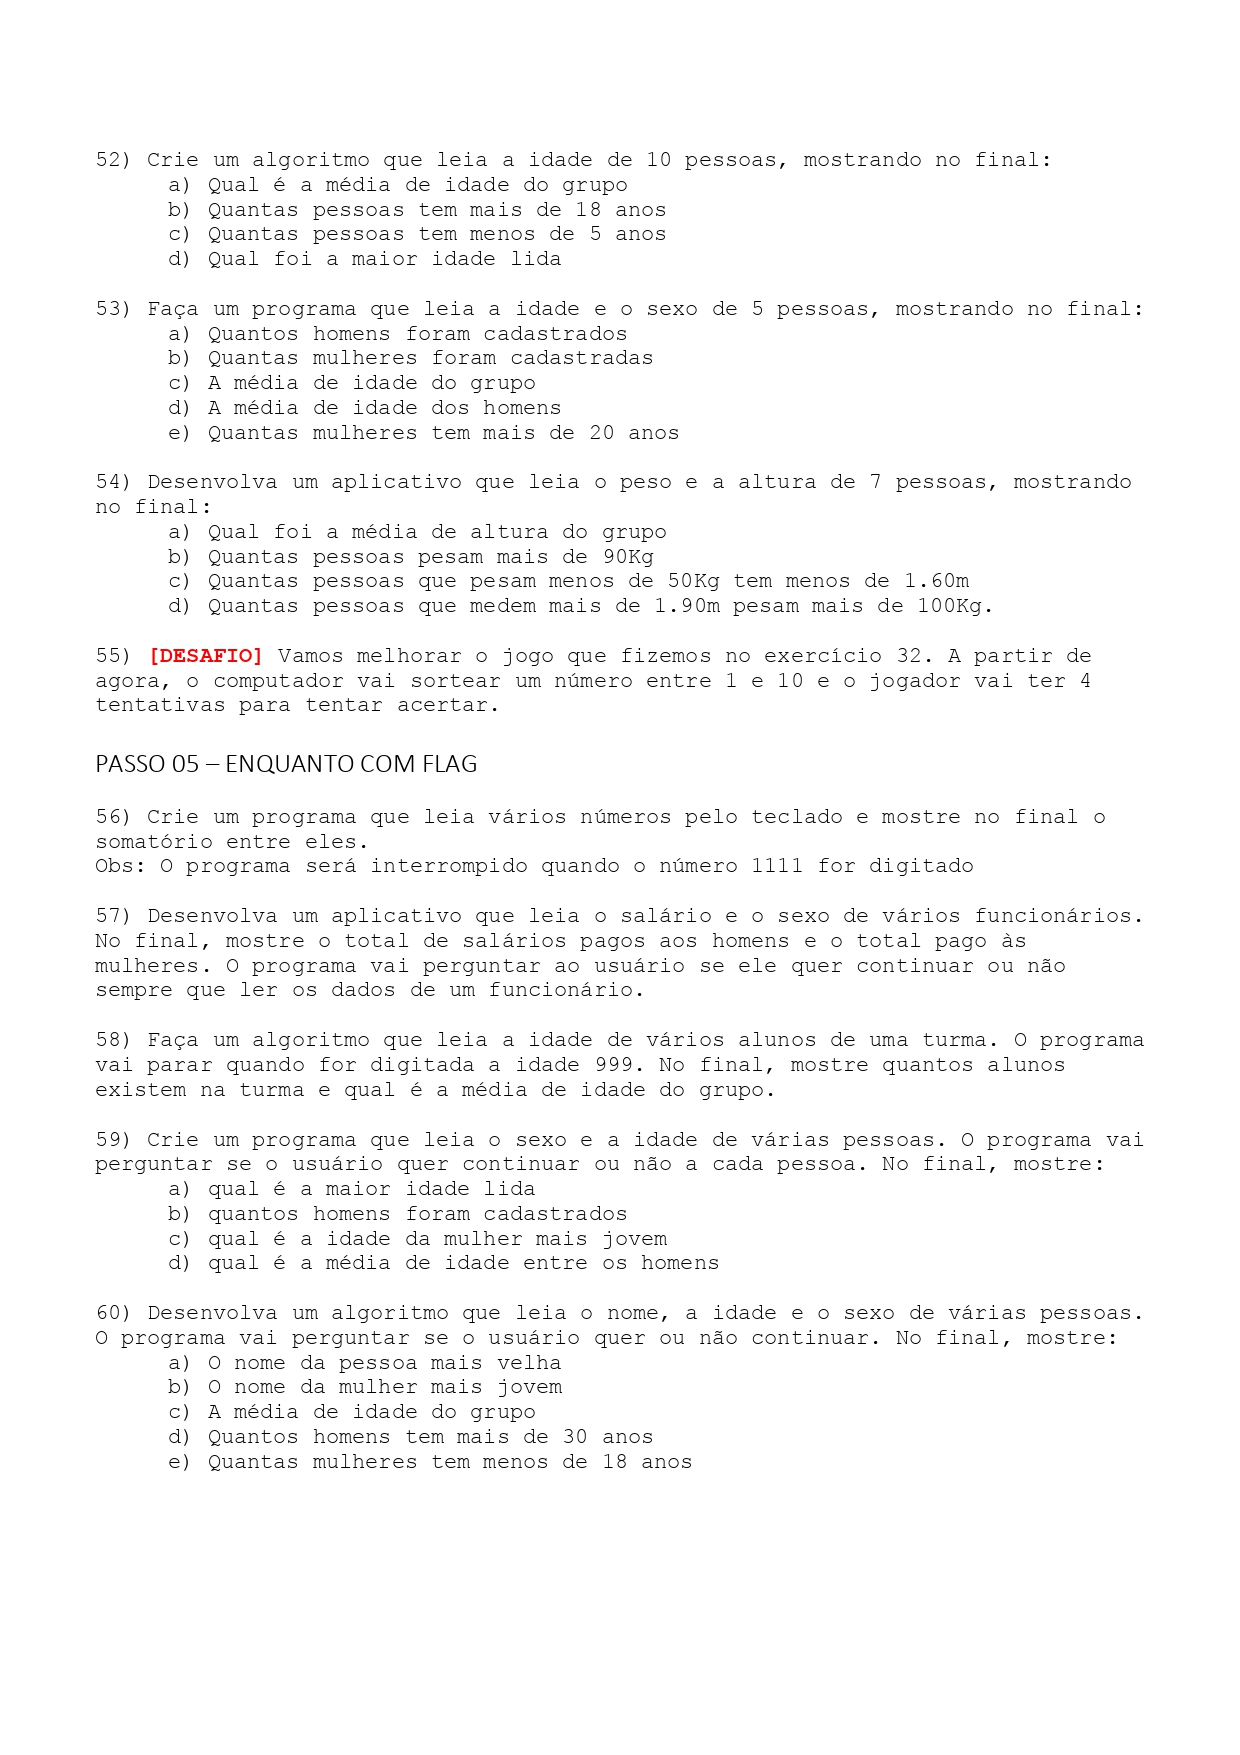 52) Crie um algoritmo que leia a idade de 10 pessoas, mostrando no final:
a) Qual é a média de idade do grupo
b) Quantas pessoas tem mais de 18 anos
c) Quantas pessoas tem menos de 5 anos
d) Qual foi a maior idade lida
53) Faça um programa que leia a idade e o sexo de 5 pessoas, mostrando no final:
a) Quantos homens foram cadastrados
b) Quantas mulheres foram cadastradas
c) A média de idade do grupo
d) A média de idade dos homens
e) Quantas mulheres tem mais de 20 anos
54) Desenvolva um aplicativo que leia o peso e a altura de 7 pessoas, mostrando
no final:
a) Qual foi a média de altura do grupo
b) Quantas pessoas pesam mais de 90Kg
c) Quantas pessoas que pesam menos de 50Kg tem menos de 1.60m
d) Quantas pessoas que medem mais de 1.90m pesam mais de 100Kg.
55) [DESAFIO] Vamos melhorar o jogo que fizemos no exercício 32. A partir de
agora, o computador vai sortear um número entre 1 e 10 e o jogador vai ter 4
tentativas para tentar acertar.
PASSO 05 – ENQUANTO COM FLAG
56) Crie um programa que leia vários números pelo teclado e mostre no final o
somatório entre eles.
Obs: O programa será interrompido quando o número 1111 for digitado
57) Desenvolva um aplicativo que leia o salário e o sexo de vários funcionários.
No final, mostre o total de salários pagos aos homens e o total pago às
mulheres. O programa vai perguntar ao usuário se ele quer continuar ou não
sempre que ler os dados de um funcionário.
58) Faça um algoritmo que leia a idade de vários alunos de uma turma. O programa
vai parar quando for digitada a idade 999. No final, mostre quantos alunos
existem na turma e qual é a média de idade do grupo.
59) Crie um programa que leia o sexo e a idade de várias pessoas. O programa vai
perguntar se o usuário quer continuar ou não a cada pessoa. No final, mostre:
a) qual é a maior idade lida
b) quantos homens foram cadastrados
c) qual é a idade da mulher mais jovem
d) qual é a média de idade entre os homens
60) Desenvolva um algoritmo que leia o nome, a idade e o sexo de várias pessoas.
O programa vai perguntar se o usuário quer ou não continuar. No final, mostre:
a) O nome da pessoa mais velha
b) O nome da mulher mais jovem
c) A média de idade do grupo
d) Quantos homens tem mais de 30 anos
e) Quantas mulheres tem menos de 18 anos